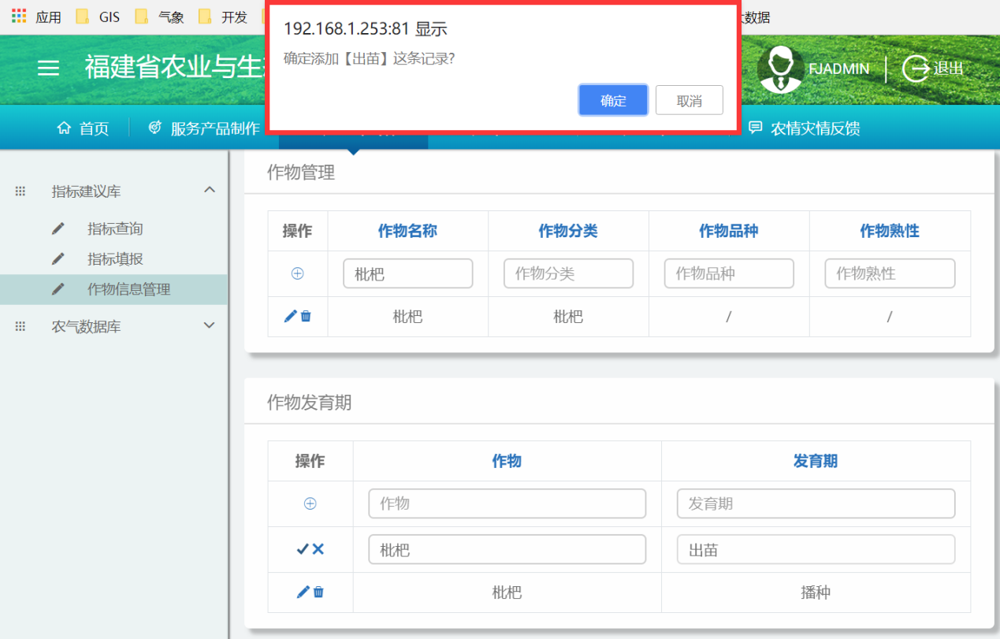 应用 GIS 气象 开发 大数据
192.168.1.253:81 显示
确定添加【出苗】这条记录?
确定 取消
福建省农业与生
FJADMIN 退出
首页 服务产品制作 农情灾情反馈
指标建议库
指标查询
指标填报
作物信息管理
农气数据库
作物管理
操作 作物名称 作物分类 作物品种 作物熟性
枇杷 作物分类 作物品种 作物熟性
枇杷 枇杷 / /
作物发育期
操作 作物 发育期
作物 发育期
枇杷 出苗
枇杷 播种